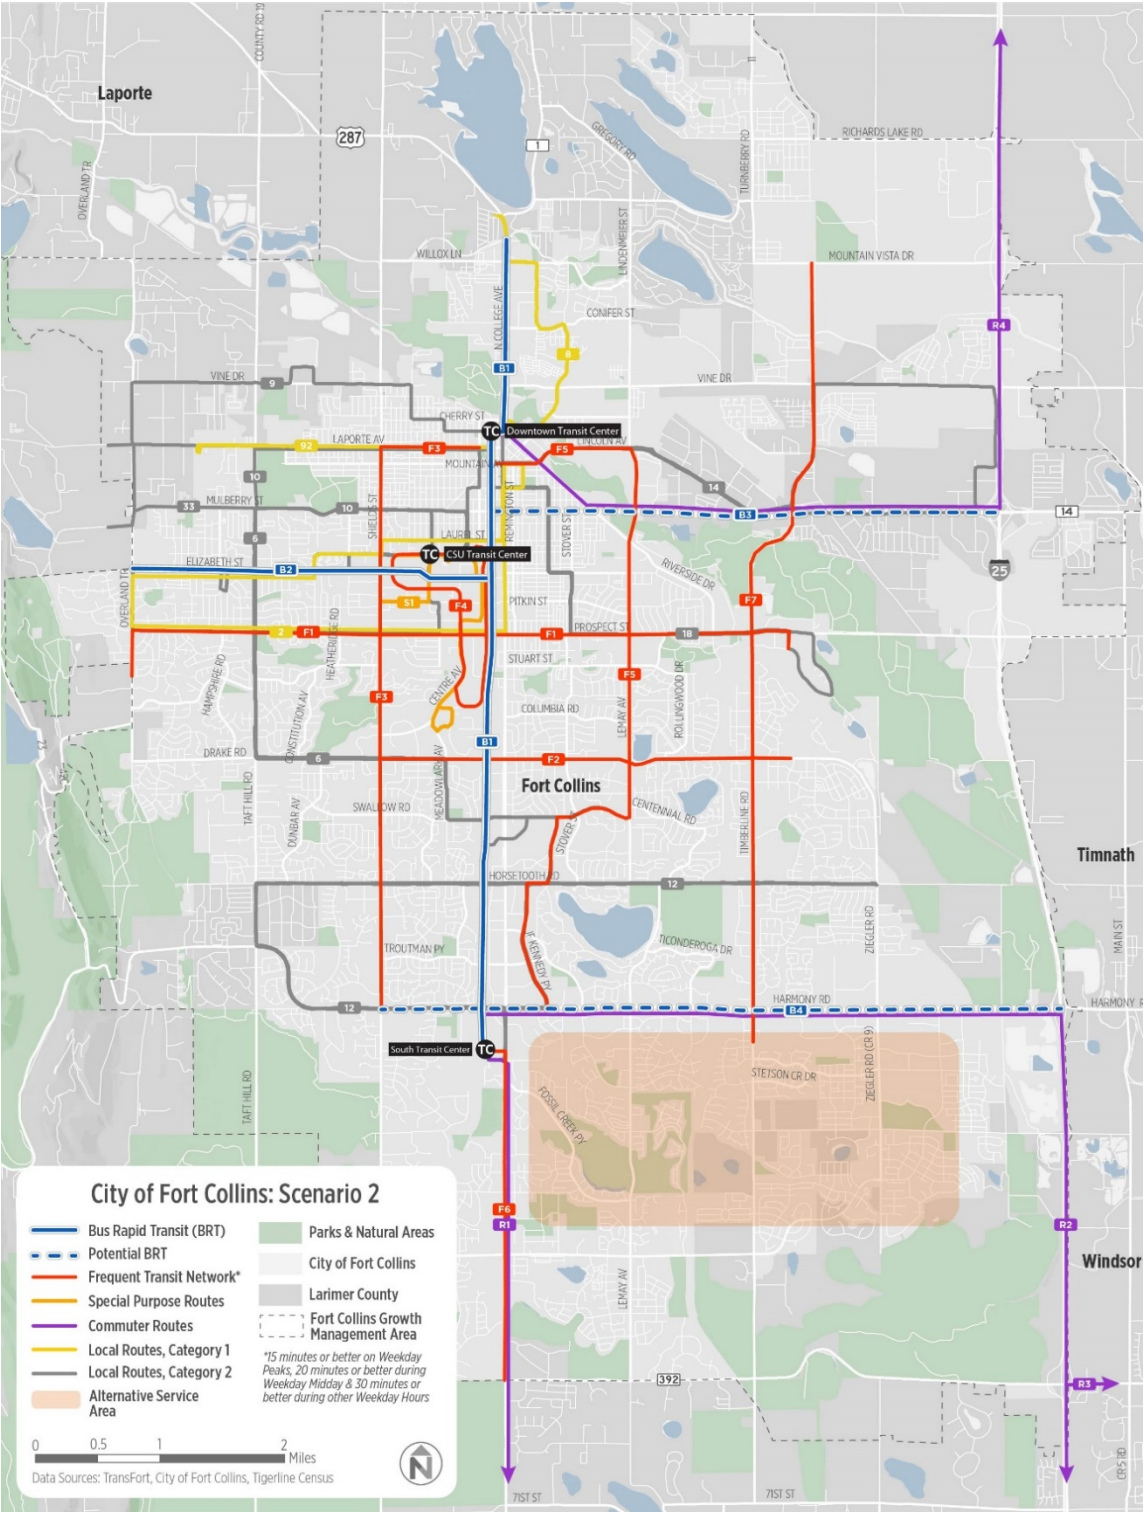 COUNTY RD 19
Laporte
287
1
GREGORY RD
RICHARDS LAKE RD
TURNBERRY RD
OVERLAND TR
LINDENMEIER ST
WILLOX LN
MOUNTAIN VISTA DR
N COLLEGE AVE
CONIFER ST
R4
8
B1
VINE DR
9
VINE DR
CHERRY ST
TC
Downtown Transit Center
LAPORTE AV
92
F3
F5
LINCOLN AV
MOUNTAIN AV
10
14
MULBERRY ST
33
10
SHIELDS ST
REMINGTON ST
B3
14
6
LAUREL ST
STOVER ST
TC
CSU Transit Center
ELIZABETH ST
B2
RIVERSIDE DR
25
OVERLAND TR
S1
F4
PITKIN ST
F7
2
F1
F1
PROSPECT ST
18
HEATHERIDGE RD
STUART ST
HAMPSHIRE RD
CENTRE AV
F5
F3
CONSTITUTION AV
COLUMBIA RD
LEMAY AV
ROLLINGWOOD DR
B1
DRAKE RD
6
F2
MEADOWLARK AV
Fort Collins
TAFT HILL RD
DUNBAR AV
SWALLOW RD
STOVER ST
CENTENNIAL RD
TIMBERLINE RD
Timnath
HORSETOOTH RD
12
TROUTMAN PY
JF KENNEDY PY
TICONDEROGA DR
ZIEGLER RD
MAIN ST
12
HARMONY RD
B4
HARMONY R
South Transit Center
TC
TAFT HILL RD
FOSSIL CREEK PY
STETSON CR DR
ZIEGLER RD (CR 9)
F6
R1
R2
Windsor
LEMAY AV
392
R3
CR 5 RD
71ST ST
71ST ST
City of Fort Collins: Scenario 2
Bus Rapid Transit (BRT)
Potential BRT
Frequent Transit Network*
Special Purpose Routes
Commuter Routes
Local Routes, Category 1
Local Routes, Category 2
Alternative Service
Area
Parks & Natural Areas
City of Fort Collins
Larimer County
Fort Collins Growth
Management Area
*15 minutes or better on Weekday
Peaks, 20 minutes or better during
Weekday Midday & 30 minutes or
better during other Weekday Hours
0 0.5 1 2
Miles
N
Data Sources: TransFort, City of Fort Collins, Tigerline Census